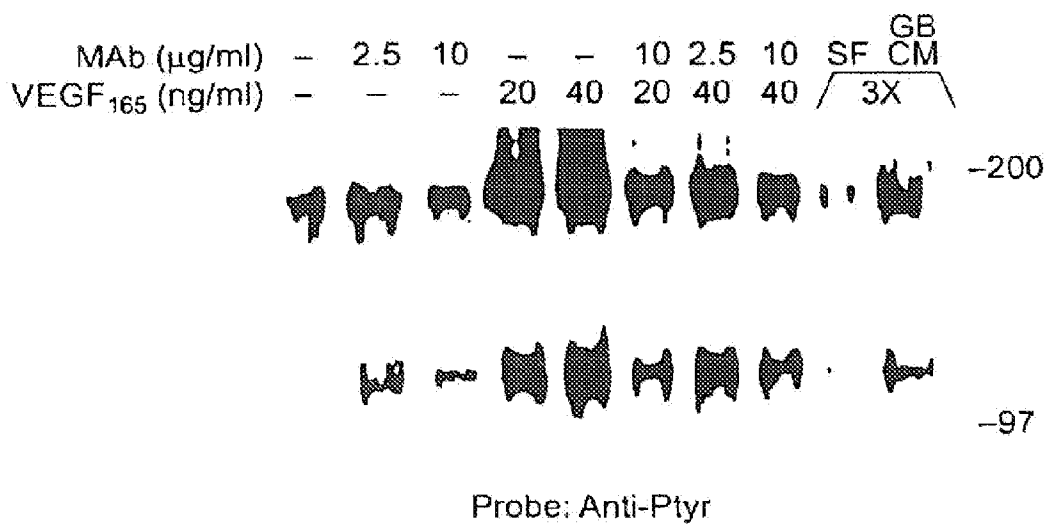 GB
MAb (μg/ml) – 2.5 10 – – 10 2.5 10 SF CM
VEGF165 (ng/ml) – – – 20 40 20 40 40 3X
–200
–97
Probe: Anti-Ptyr